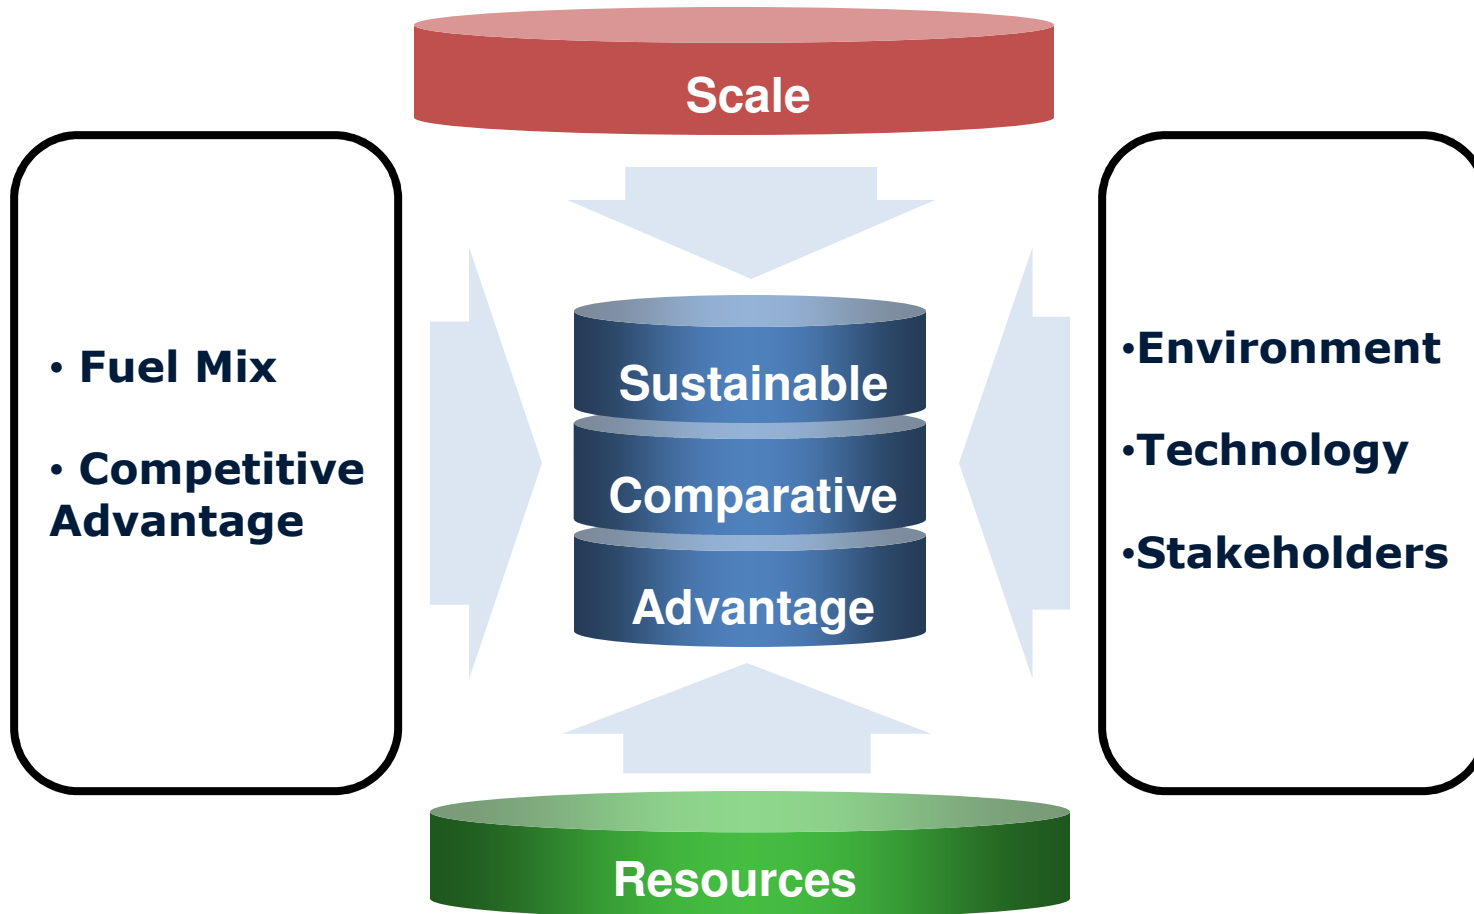 Scale
• Fuel Mix
• Competitive
Advantage
Sustainable
Comparative
Advantage
•Environment
•Technology
•Stakeholders
Resources